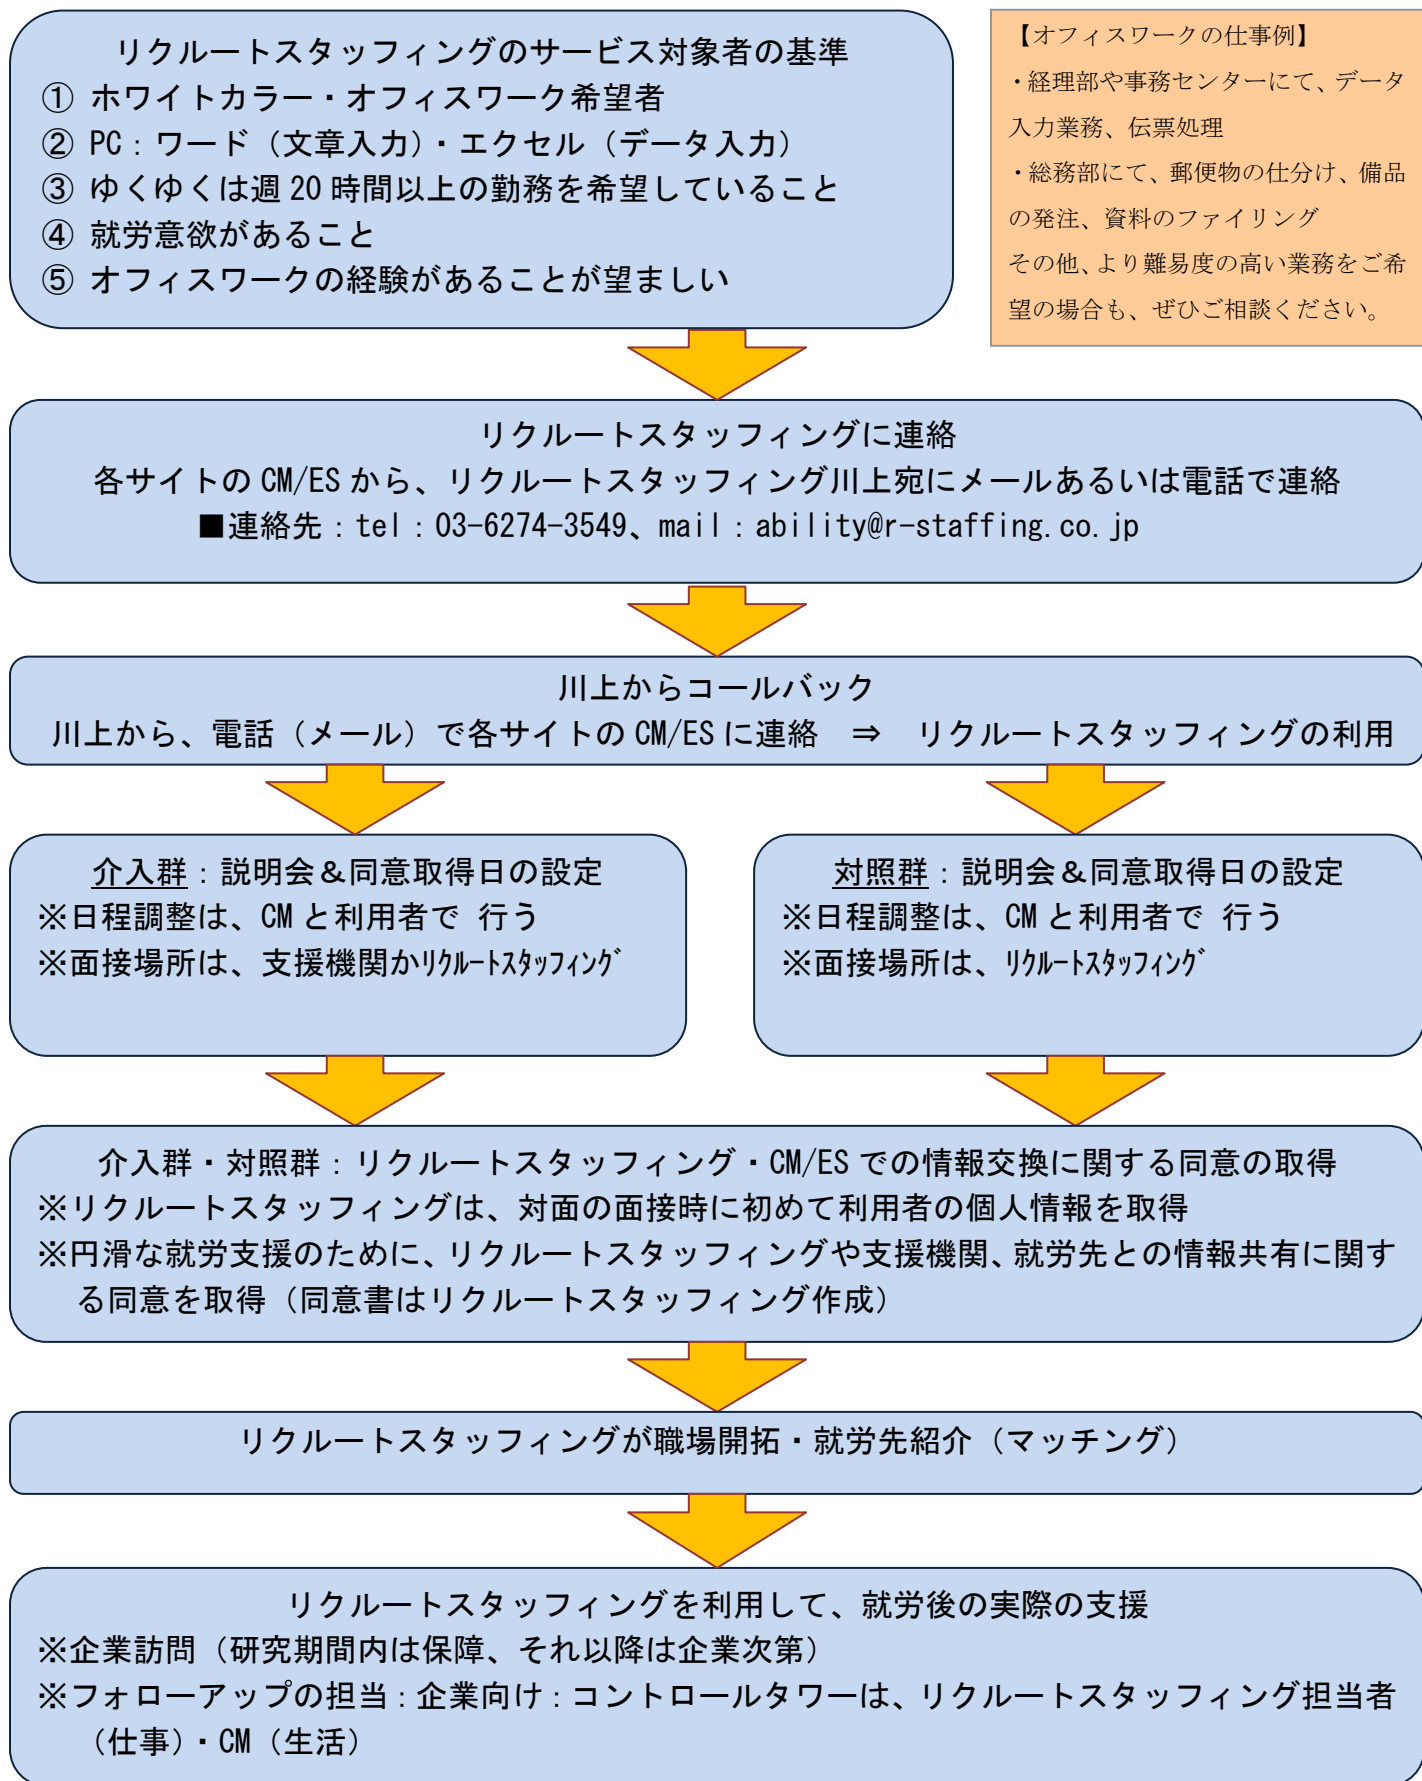 リクルートスタッフィングのサービス対象者の基準
① ホワイトカラー・オフィスワーク希望者
② PC：ワード（文章入力）・エクセル（データ入力）
③ ゆくゆくは週20時間以上の勤務を希望していること
④ 就労意欲があること
⑤ オフィスワークの経験があることが望ましい
【オフィスワークの仕事例】
・経理部や事務センターにて、データ
入力業務、伝票処理
・総務部にて、郵便物の仕分け、備品
の発注、資料のファイリング
その他、より難易度の高い業務をご希
望の場合も、ぜひご相談ください。
リクルートスタッフィングに連絡
各サイトのCM/ESから、リクルートスタッフィング川上宛にメールあるいは電話で連絡
■連絡先：tel：03-6274-3549、mail：ability@r-staffing.co.jp
川上からコールバック
川上から、電話（メール）で各サイトのCM/ESに連絡 ⇒ リクルートスタッフィングの利用
介入群：説明会＆同意取得日の設定
※日程調整は、CMと利用者で 行う
※面接場所は、支援機関かﾘｸﾙｰﾄｽﾀｯﾌｨﾝｸﾞ
対照群：説明会＆同意取得日の設定
※日程調整は、CMと利用者で 行う
※面接場所は、ﾘｸﾙｰﾄｽﾀｯﾌｨﾝｸﾞ
介入群・対照群：リクルートスタッフィング・CM/ESでの情報交換に関する同意の取得
※リクルートスタッフィングは、対面の面接時に初めて利用者の個人情報を取得
※円滑な就労支援のために、リクルートスタッフィングや支援機関、就労先との情報共有に関す
る同意を取得（同意書はリクルートスタッフィング作成）
リクルートスタッフィングが職場開拓・就労先紹介（マッチング）
リクルートスタッフィングを利用して、就労後の実際の支援
※企業訪問（研究期間内は保障、それ以降は企業次第）
※フォローアップの担当：企業向け：コントロールタワーは、リクルートスタッフィング担当者
（仕事）・CM（生活）